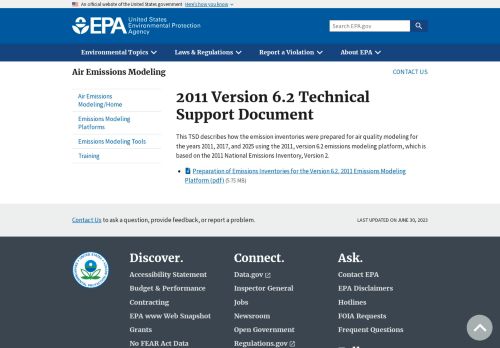 An official website of the United States government Here's how you know
EPA United States
Environmental Protection
Agency
Search EPA.gov
Environmental Topics Laws & Regulations Report a Violation About EPA
Air Emissions Modeling CONTACT US
Air Emissions
Modeling/Home
Emissions Modeling
Platforms
Emissions Modeling Tools
Training
2011 Version 6.2 Technical
Support Document
This TSD describes how the emission inventories were prepared for air quality modeling for
the years 2011, 2017, and 2025 using the 2011, version 6.2 emissions modeling platform, which is
based on the 2011 National Emissions Inventory, Version 2.
Preparation of Emissions Inventories for the Version 6.2, 2011 Emissions Modeling
Platform (pdf) (5.75 MB)
Contact Us to ask a question, provide feedback, or report a problem. LAST UPDATED ON JUNE 30, 2023
Discover.
Accessibility Statement
Budget & Performance
Contracting
EPA www Web Snapshot
Grants
No FEAR Act Data
Connect.
Data.gov
Inspector General
Jobs
Newsroom
Open Government
Regulations.gov
Ask.
Contact EPA
EPA Disclaimers
Hotlines
FOIA Requests
Frequent Questions